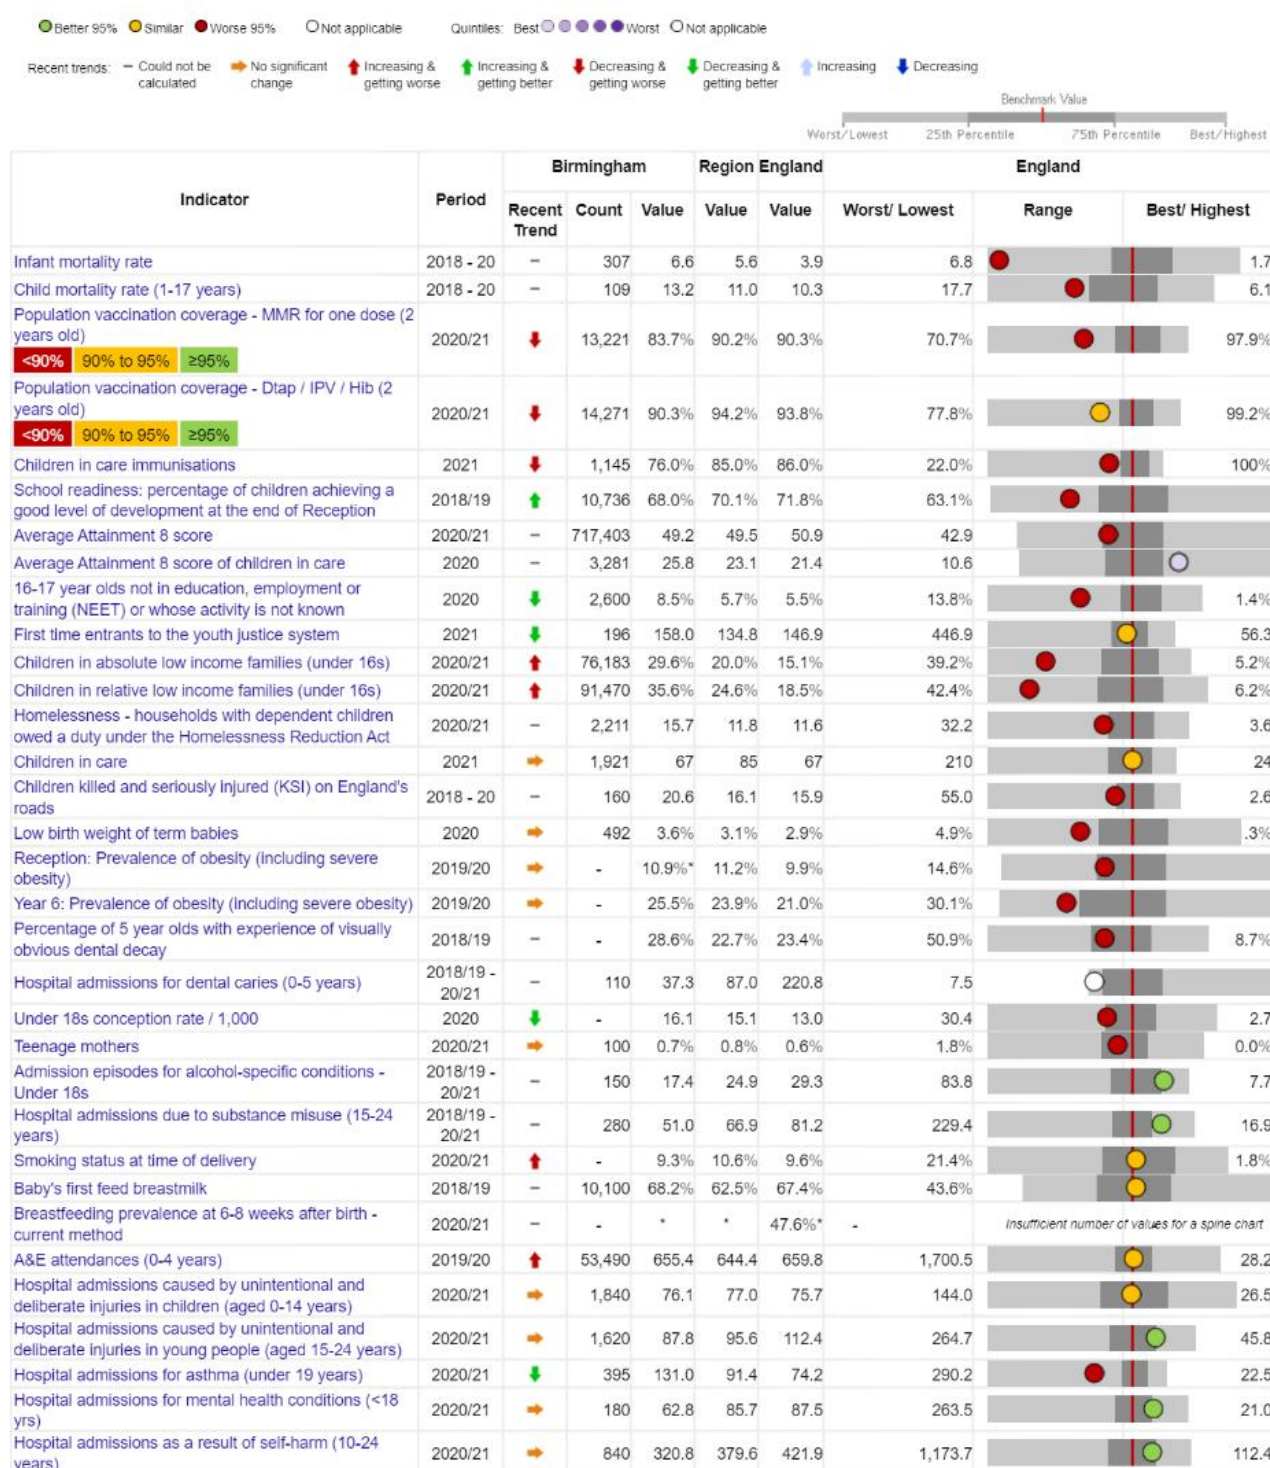 Better 95% Similar Worse 95% Not applicable Quintiles: Best Worst Not applicable
Recent trends: – Could not be calculated No significant change Increasing & getting worse Increasing & getting better Decreasing & getting worse Decreasing & getting better Increasing Decreasing
Benchmark Value
Worst/Lowest 25th Percentile 75th Percentile Best/Highest
Birmingham Region England England
Indicator Period Recent Trend Count Value Value Value Worst/ Lowest Range Best/ Highest
Infant mortality rate 2018 - 20 – 307 6.6 5.6 3.9 6.8 1.7
Child mortality rate (1-17 years) 2018 - 20 – 109 13.2 11.0 10.3 17.7 6.1
Population vaccination coverage - MMR for one dose (2
years old) 2020/21 13,221 83.7% 90.2% 90.3% 70.7% 97.9%
<90% 90% to 95% ≥95%
Population vaccination coverage - Dtap / IPV / Hib (2
years old) 2020/21 14,271 90.3% 94.2% 93.8% 77.8% 99.2%
<90% 90% to 95% ≥95%
Children in care immunisations 2021 1,145 76.0% 85.0% 86.0% 22.0% 100%
School readiness: percentage of children achieving a
good level of development at the end of Reception 2018/19 10,736 68.0% 70.1% 71.8% 63.1%
Average Attainment 8 score 2020/21 – 717,403 49.2 49.5 50.9 42.9
Average Attainment 8 score of children in care 2020 – 3,281 25.8 23.1 21.4 10.6
16-17 year olds not in education, employment or
training (NEET) or whose activity is not known 2020 2,600 8.5% 5.7% 5.5% 13.8% 1.4%
First time entrants to the youth justice system 2021 196 158.0 134.8 146.9 446.9 56.3
Children in absolute low income families (under 16s) 2020/21 76,183 29.6% 20.0% 15.1% 39.2% 5.2%
Children in relative low income families (under 16s) 2020/21 91,470 35.6% 24.6% 18.5% 42.4% 6.2%
Homelessness - households with dependent children
owed a duty under the Homelessness Reduction Act 2020/21 – 2,211 15.7 11.8 11.6 32.2 3.6
Children in care 2021 1,921 67 85 67 210 24
Children killed and seriously injured (KSI) on England's
roads 2018 - 20 – 160 20.6 16.1 15.9 55.0 2.6
Low birth weight of term babies 2020 492 3.6% 3.1% 2.9% 4.9% .3%
Reception: Prevalence of obesity (including severe
obesity) 2019/20 - 10.9%* 11.2% 9.9% 14.6%
Year 6: Prevalence of obesity (including severe obesity) 2019/20 - 25.5% 23.9% 21.0% 30.1%
Percentage of 5 year olds with experience of visually
obvious dental decay 2018/19 – - 28.6% 22.7% 23.4% 50.9% 8.7%
Hospital admissions for dental caries (0-5 years) 2018/19 - 20/21 – 110 37.3 87.0 220.8 7.5
Under 18s conception rate / 1,000 2020 - 16.1 15.1 13.0 30.4 2.7
Teenage mothers 2020/21 100 0.7% 0.8% 0.6% 1.8% 0.0%
Admission episodes for alcohol-specific conditions -
Under 18s 2018/19 - 20/21 – 150 17.4 24.9 29.3 83.8 7.7
Hospital admissions due to substance misuse (15-24
years) 2018/19 - 20/21 – 280 51.0 66.9 81.2 229.4 16.9
Smoking status at time of delivery 2020/21 - 9.3% 10.6% 9.6% 21.4% 1.8%
Baby's first feed breastmilk 2018/19 – 10,100 68.2% 62.5% 67.4% 43.6%
Breastfeeding prevalence at 6-8 weeks after birth -
current method 2020/21 – - * * 47.6%* - Insufficient number of values for a spine chart
A&E attendances (0-4 years) 2019/20 53,490 655.4 644.4 659.8 1,700.5 28.2
Hospital admissions caused by unintentional and
deliberate injuries in children (aged 0-14 years) 2020/21 1,840 76.1 77.0 75.7 144.0 26.5
Hospital admissions caused by unintentional and
deliberate injuries in young people (aged 15-24 years) 2020/21 1,620 87.8 95.6 112.4 264.7 45.8
Hospital admissions for asthma (under 19 years) 2020/21 395 131.0 91.4 74.2 290.2 22.5
Hospital admissions for mental health conditions (<18
yrs) 2020/21 180 62.8 85.7 87.5 263.5 21.0
Hospital admissions as a result of self-harm (10-24
years) 2020/21 840 320.8 379.6 421.9 1,173.7 112.4